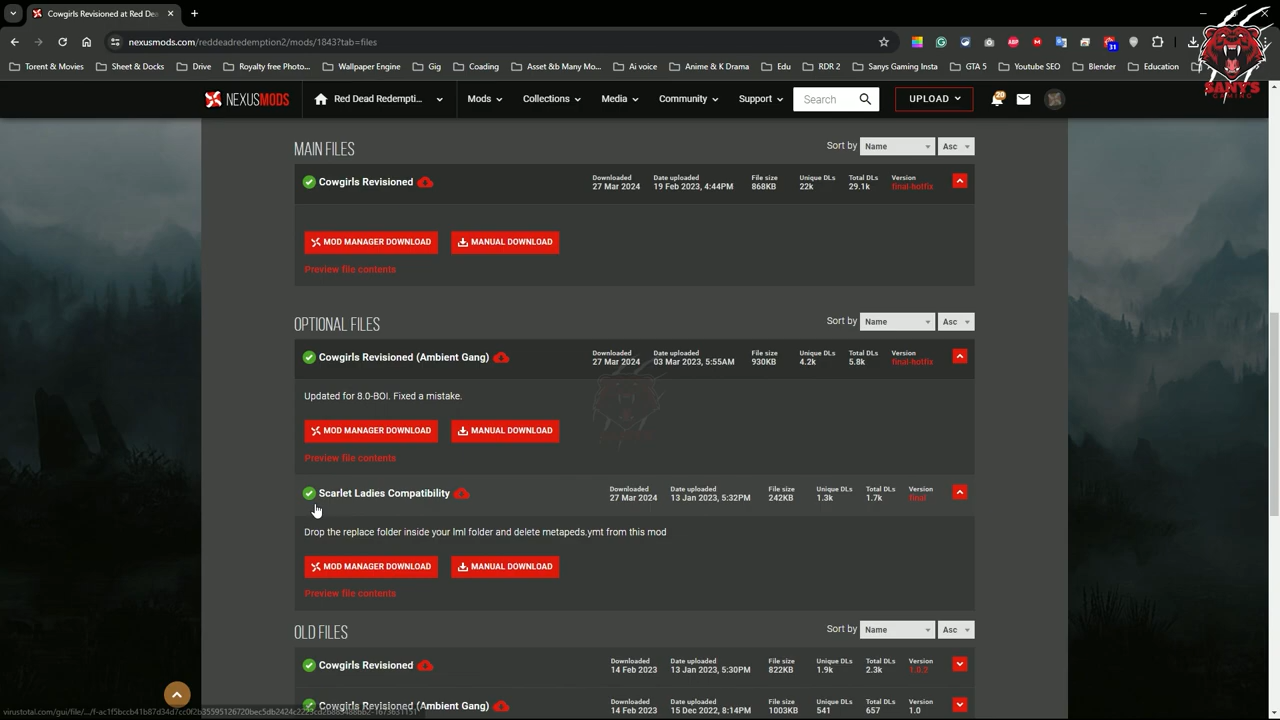 Cowgirls Revisioned at Red De
nexusmods.com/reddeadredemption2/mods/1843?tab=files
31
Torent & Movies
Sheet & Docks
Drive
Royalty free Photo...
Wallpaper Engine
Gig
Coading
Asset &b Many Mo...
Ai voice
Anime & K Drama
Edu
RDR 2
Sanys Gaming Insta
GTA 5
Youtube SEO
Blender
Education
SANY'S
GAMING
NEXUSMODS
Red Dead Redempti...
Mods
Collections
Media
Community
Support
Search
UPLOAD
20
MAIN FILES
Sort by
Name
Asc
Cowgirls Revisioned
Downloaded
27 Mar 2024
Date uploaded
19 Feb 2023, 4:44PM
File size
868KB
Unique DLs
22k
Total DLs
29.1k
Version
final-hotfix
MOD MANAGER DOWNLOAD
MANUAL DOWNLOAD
Preview file contents
OPTIONAL FILES
Sort by
Name
Asc
Cowgirls Revisioned (Ambient Gang)
Downloaded
27 Mar 2024
Date uploaded
03 Mar 2023, 5:55AM
File size
930KB
Unique DLs
4.2k
Total DLs
5.8k
Version
final-hotfix
Updated for 8.0-BOI. Fixed a mistake.
MOD MANAGER DOWNLOAD
MANUAL DOWNLOAD
Preview file contents
Scarlet Ladies Compatibility
Downloaded
27 Mar 2024
Date uploaded
13 Jan 2023, 5:32PM
File size
242KB
Unique DLs
1.3k
Total DLs
1.7k
Version
final
Drop the replace folder inside your lml folder and delete metapeds.ymt from this mod
MOD MANAGER DOWNLOAD
MANUAL DOWNLOAD
Preview file contents
OLD FILES
Sort by
Name
Asc
Cowgirls Revisioned
Downloaded
14 Feb 2023
Date uploaded
13 Jan 2023, 5:30PM
File size
822KB
Unique DLs
1.9k
Total DLs
2.3k
Version
1.0.2
Cowgirls Revisioned (Ambient Gang)
Downloaded
14 Feb 2023
Date uploaded
15 Dec 2022, 8:14PM
File size
1003KB
Unique DLs
541
Total DLs
657
Version
1.0